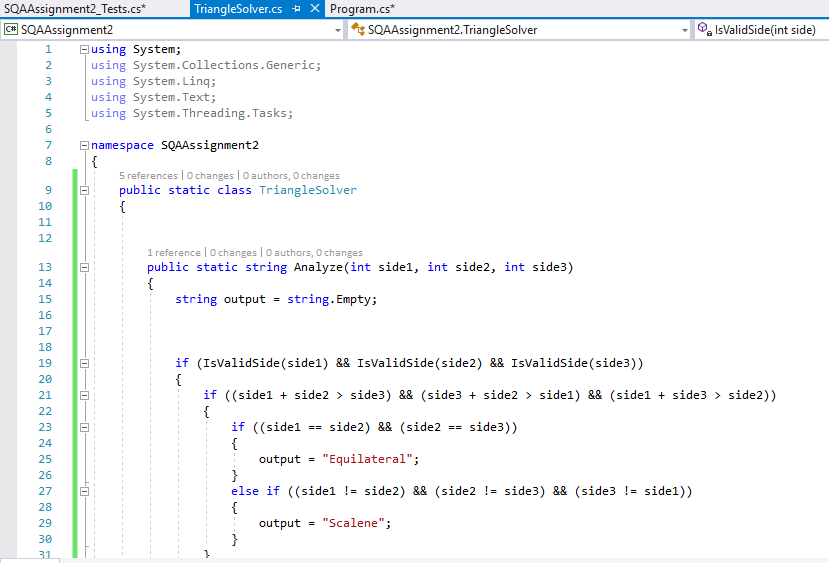 SQAAssignment2_Tests.cs* TriangleSolver.cs Program.cs*
C# SQAAssignment2 SQAAssignment2.TriangleSolver IsValidSide(int side)
1 using System;
2 using System.Collections.Generic;
3 using System.Linq;
4 using System.Text;
5 using System.Threading.Tasks;
6
7 namespace SQAAssignment2
8 {
5 references | 0 changes | 0 authors, 0 changes
9 public static class TriangleSolver
10 {
11
12
1 reference | 0 changes | 0 authors, 0 changes
13 public static string Analyze(int side1, int side2, int side3)
14 {
15 string output = string.Empty;
16
17
18
19 if (IsValidSide(side1) && IsValidSide(side2) && IsValidSide(side3))
20 {
21 if ((side1 + side2 > side3) && (side3 + side2 > side1) && (side1 + side3 > side2))
22 {
23 if ((side1 == side2) && (side2 == side3))
24 {
25 output = "Equilateral";
26 }
27 else if ((side1 != side2) && (side2 != side3) && (side3 != side1))
28 {
29 output = "Scalene";
30 }
31 }